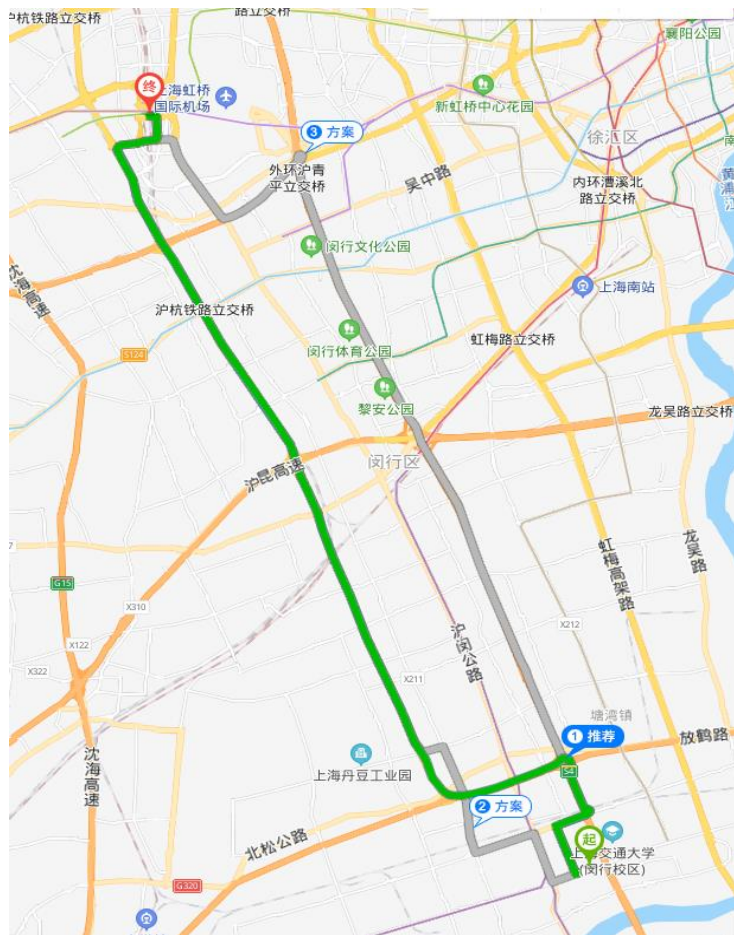 沪杭铁路立交桥
路立交桥
襄阳公园
终
上海虹桥
国际机场
新虹桥中心花园
3 方案
徐汇区
南
外环沪青
平立交桥
吴中路
内环漕溪北
路立交桥
黄浦江
闵行文化公园
沈海高速
上海南站
沪杭铁路立交桥
虹梅路立交桥
S124
闵行体育公园
黎安公园
龙吴路立交桥
闵行区
沪昆高速
G15
虹梅高架路
龙吴路
X310
X122
X212
沪闵公路
X322
X211
塘湾镇
1 推荐
放鹤路
沈海高速
上海丹豆工业园
S4
2 方案
北松公路
起
上海交通大学
(闵行校区)
G320